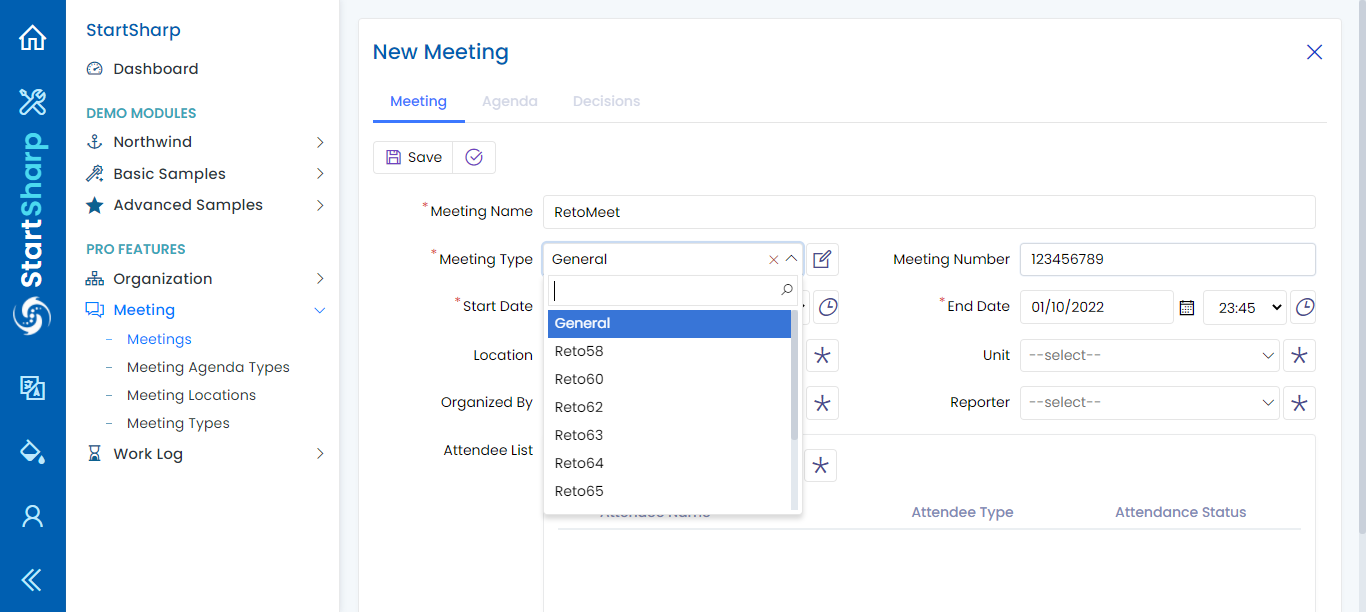 StartSharp
StartSharp
Dashboard
DEMO MODULES
Northwind
Basic Samples
Advanced Samples
PRO FEATURES
Organization
Meeting
Meetings
Meeting Agenda Types
Meeting Locations
Meeting Types
Work Log
New Meeting
Meeting Agenda Decisions
Save
*Meeting Name RetoMeet
*Meeting Type General Meeting Number 123456789
*Start Date *End Date 01/10/2022 23:45
Location Unit --select--
Organized By Reporter --select--
Attendee List
General
Reto58
Reto60
Reto62
Reto63
Reto64
Reto65
Attendee Name Attendee Type Attendance Status